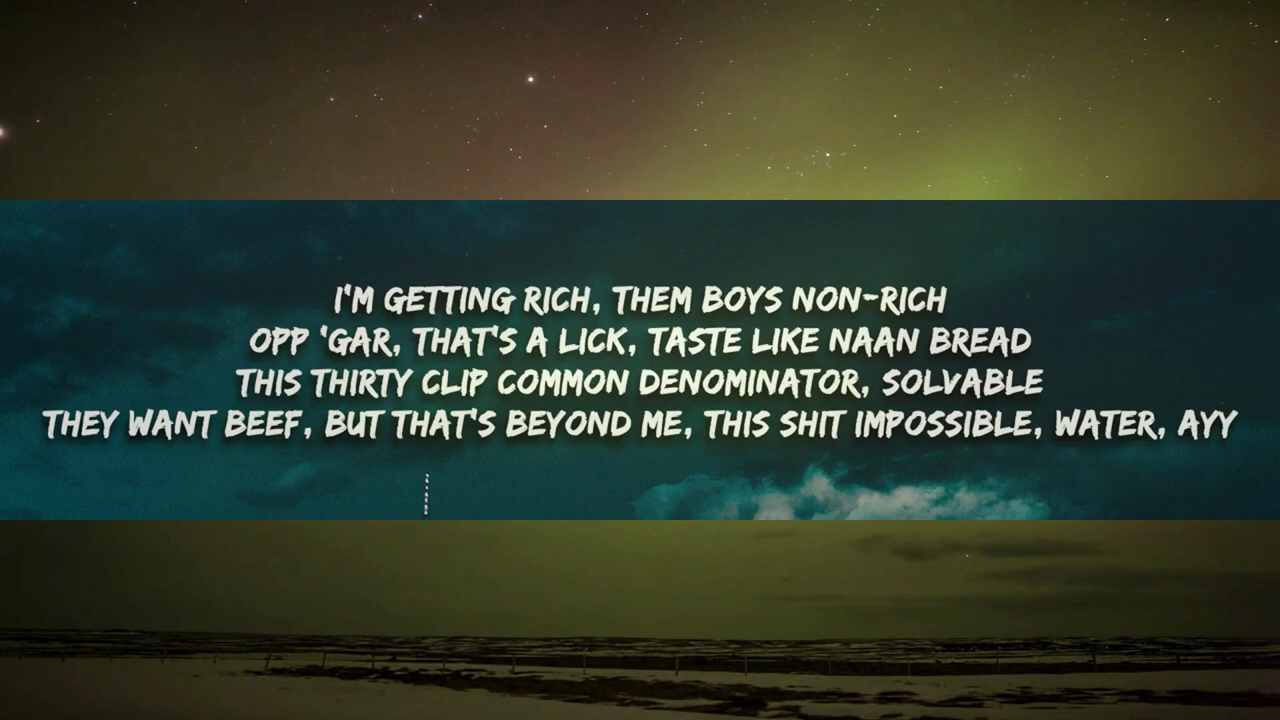 I'M GETTING RICH, THEM BOYS NON-RICH
OPP 'GAR, THAT'S A LICK, TASTE LIKE NAAN BREAD
THIS THIRTY CLIP COMMON DENOMINATOR, SOLVABLE
THEY WANT BEEF, BUT THAT'S BEYOND ME, THIS SHIT IMPOSSIBLE, WATER, AYY